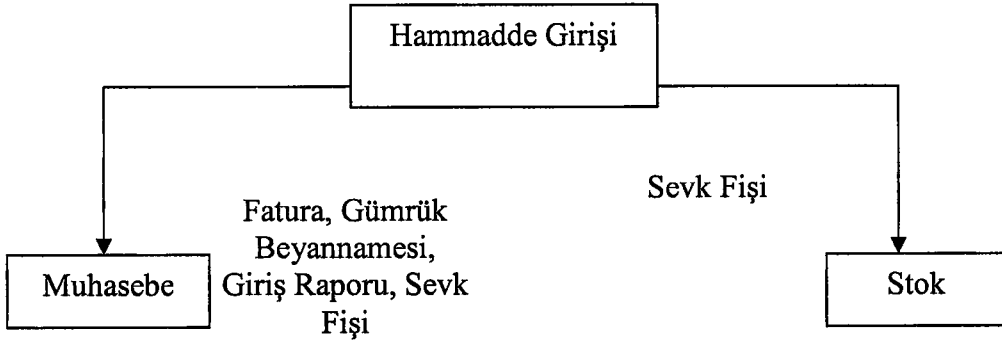 Hammadde Girişi
Sevk Fişi
Fatura, Gümrük
Beyannamesi,
Giriş Raporu, Sevk
Fişi
Muhasebe
Stok